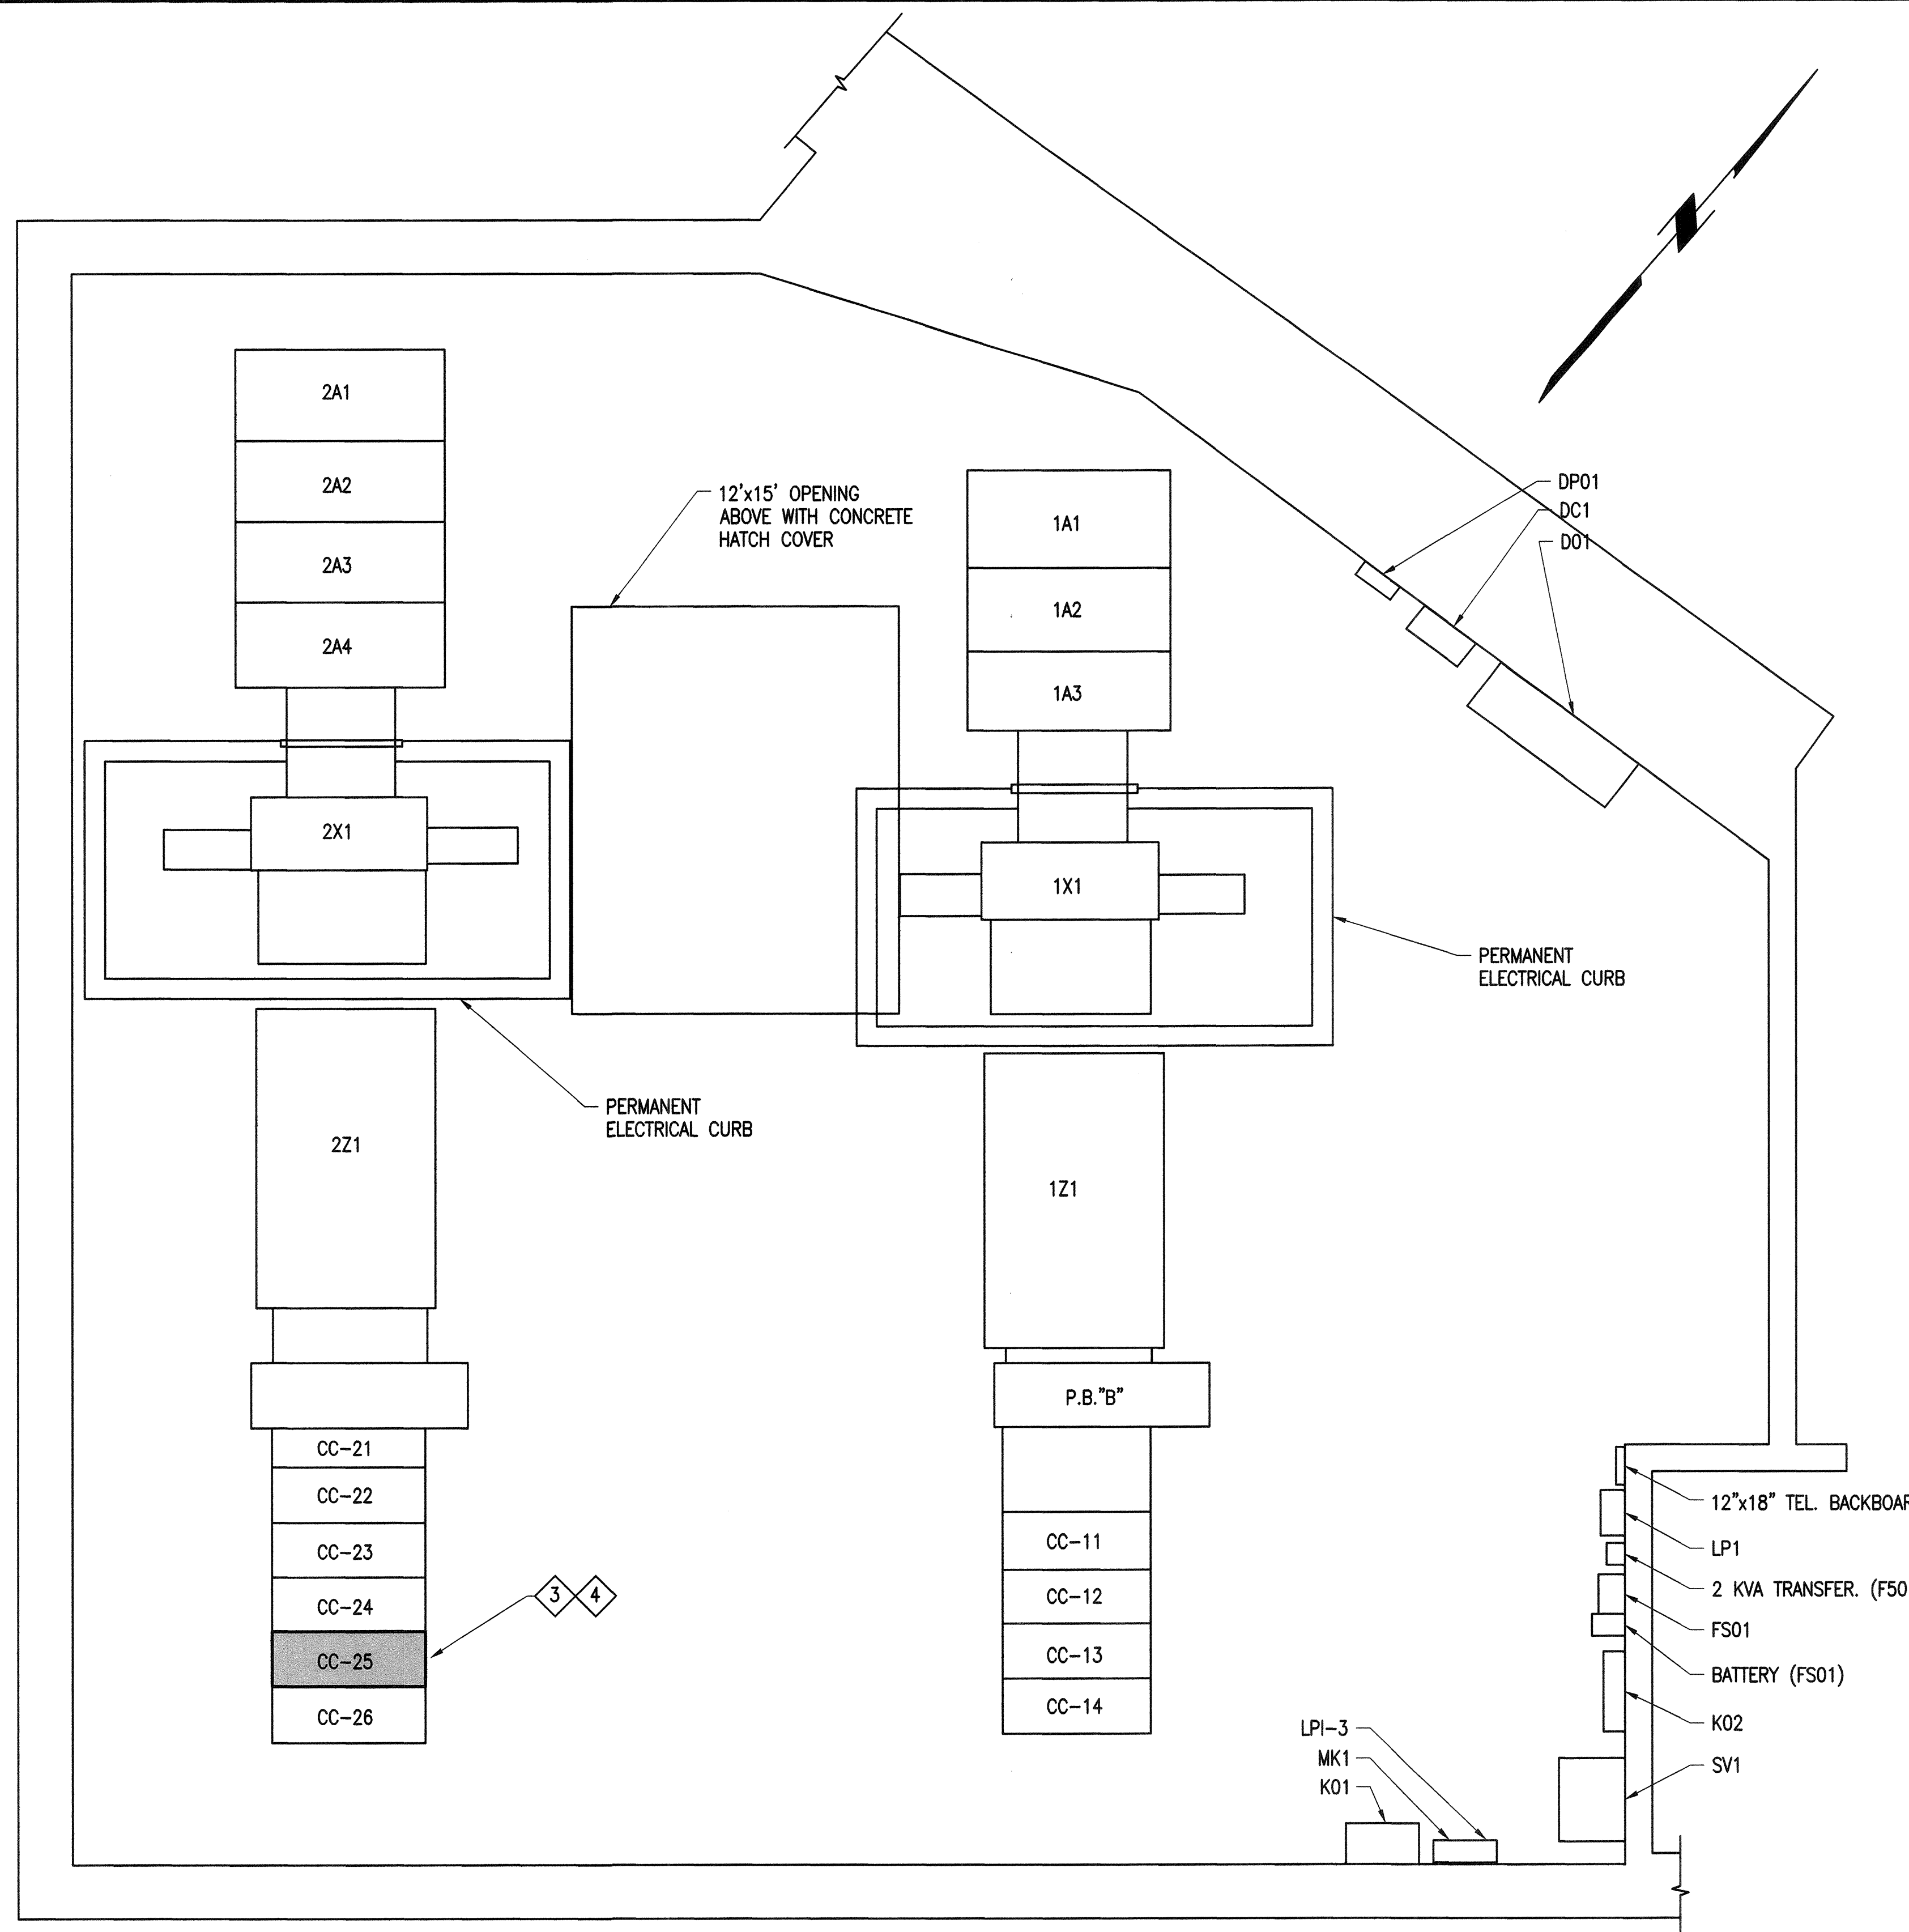 2A1
2A2
2A3
2A4
2X1
2Z1
CC-21
CC-22
CC-23
CC-24
CC-25
CC-26
3
4
12'x15' OPENING
ABOVE WITH CONCRETE
HATCH COVER
PERMANENT
ELECTRICAL CURB
1A1
1A2
1A3
1X1
1Z1
P.B."B"
CC-11
CC-12
CC-13
CC-14
DP01
DC1
D01
PERMANENT
ELECTRICAL CURB
12"x18" TEL.
LP1
2 KVA TRANSFER.
FS01
BATTERY (FS01)
K02
SV1
LPI-3
MK1
K01